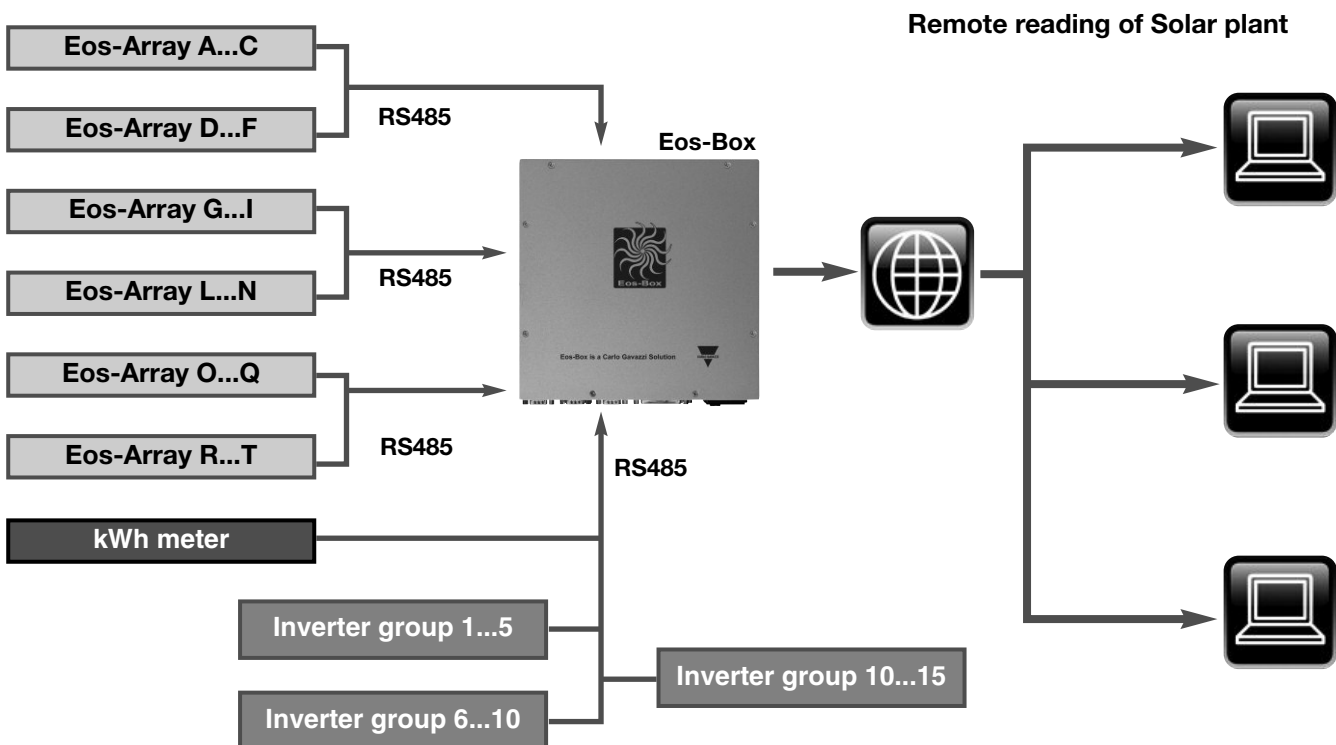 Remote reading of Solar plant
Eos-Array A...C
Eos-Array D...F
RS485
Eos-Box
Eos-Array G...I
Eos-Array L...N
RS485
Eos-Box
Eos-Box is a Carlo Gavazzi Solution
Eos-Array O...Q
Eos-Array R...T
RS485
RS485
kWh meter
Inverter group 1...5
Inverter group 10...15
Inverter group 6...10